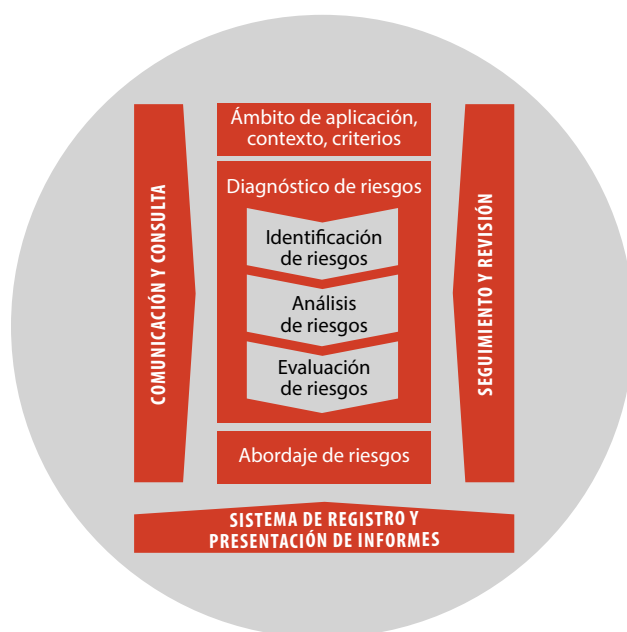 Ámbito de aplicación,
contexto, criterios
Diagnóstico de riesgos
Identificación
de riesgos
Análisis
de riesgos
Evaluación
de riesgos
Abordaje de riesgos
COMUNICACIÓN Y CONSULTA
SEGUIMIENTO Y REVISIÓN
SISTEMA DE REGISTRO Y
PRESENTACIÓN DE INFORMES